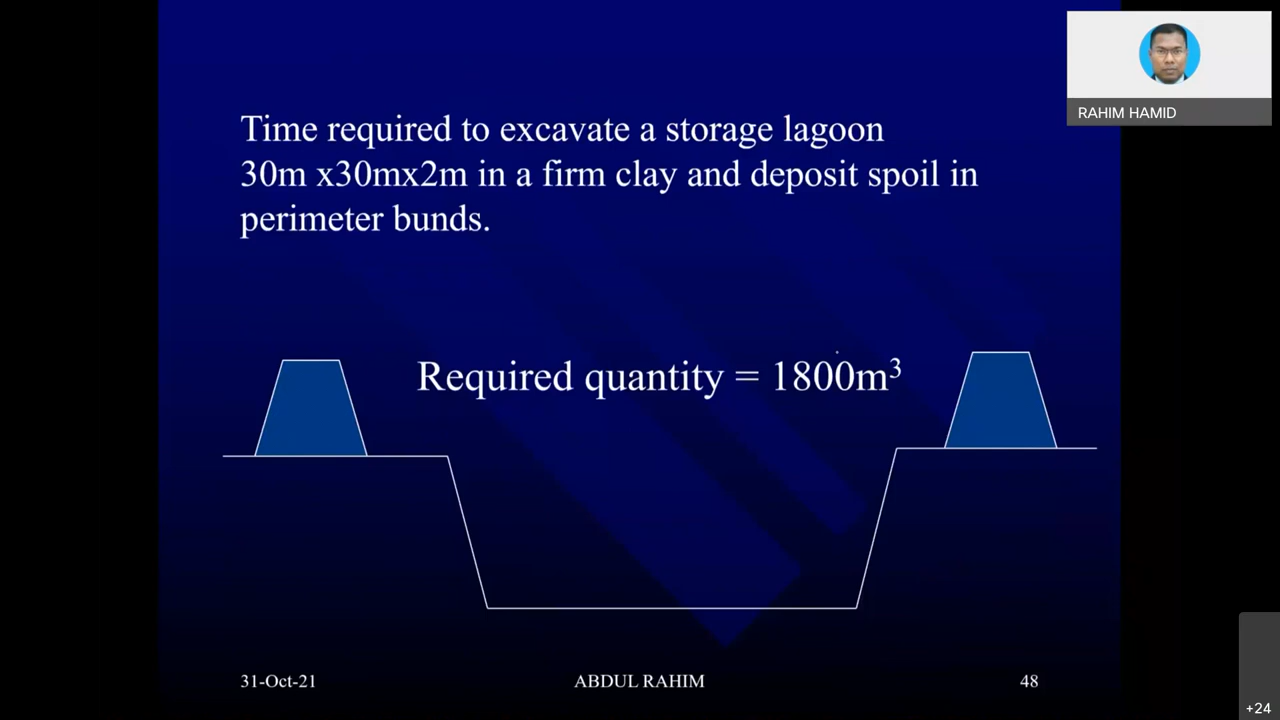 Time required to excavate a storage lagoon
30m x30mx2m in a firm clay and deposit spoil in
perimeter bunds.
Required quantity = 1800m³
31-Oct-21
ABDUL RAHIM
48
RAHIM HAMID
+24